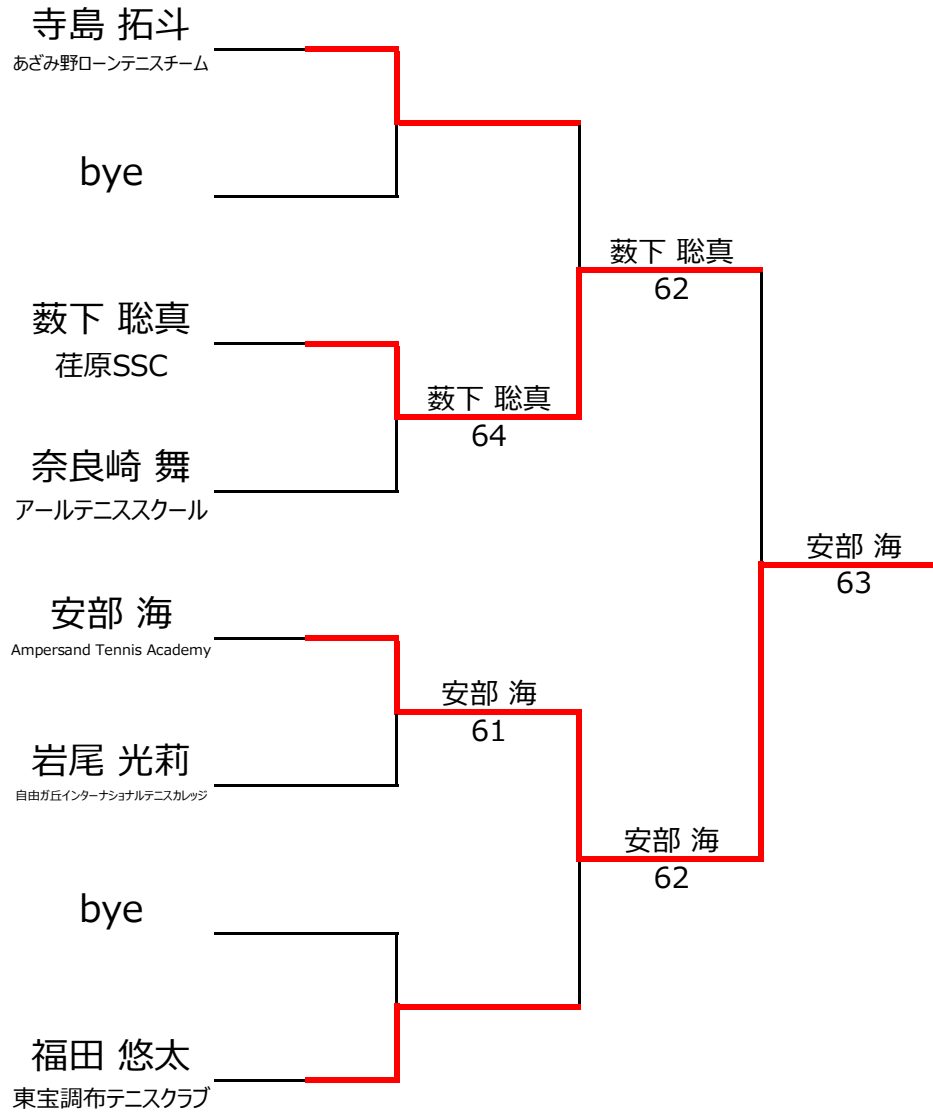 寺島 拓斗
あざみ野ローンテニスチーム
bye
薮下 聡真
62
薮下 聡真
荏原SSC
薮下 聡真
64
奈良崎 舞
アールテニススクール
安部 海
63
安部 海
Ampersand Tennis Academy
安部 海
61
岩尾 光莉
自由ガ丘インターナショナルテニスカレッジ
安部 海
62
bye
福田 悠太
東宝調布テニスクラブ